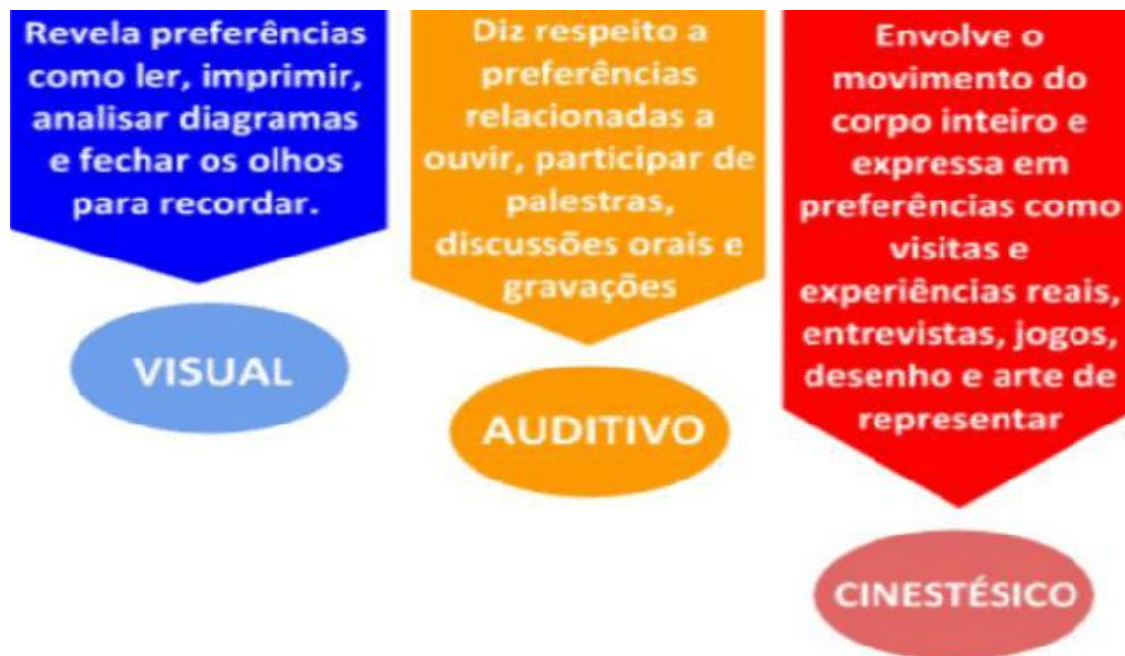 Revela preferências
como ler, imprimir,
analisar diagramas
e fechar os olhos
para recordar.
VISUAL
Diz respeito a
preferências
relacionadas a
ouvir, participar de
palestras,
discussões orais e
gravações
AUDITIVO
Envolve o
movimento do
corpo inteiro e
expressa em
preferências como
visitas e
experiências reais,
entrevistas, jogos,
desenho e arte de
representar
CINESTÉSICO